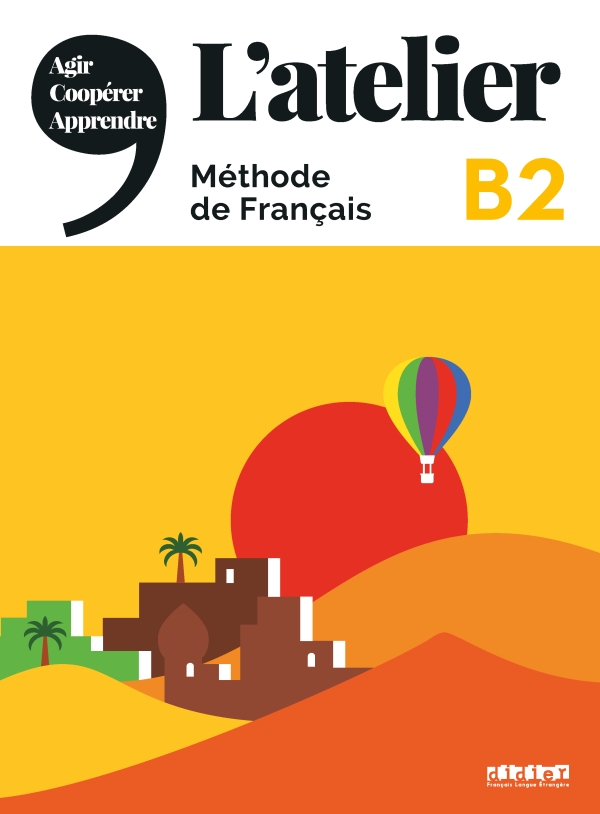 Agir
Coopérer
Apprendre
L'atelier
Méthode
de Français
B2
didier
Français Langue Étrangère